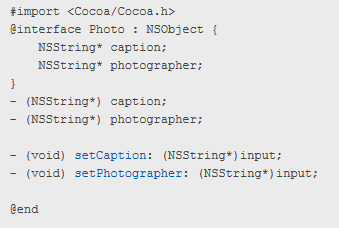 #import <Cocoa/Cocoa.h>
@interface Photo : NSObject {
    NSString* caption;
    NSString* photographer;
}
- (NSString*) caption;
- (NSString*) photographer;

- (void) setCaption: (NSString*)input;
- (void) setPhotographer: (NSString*)input;

@end